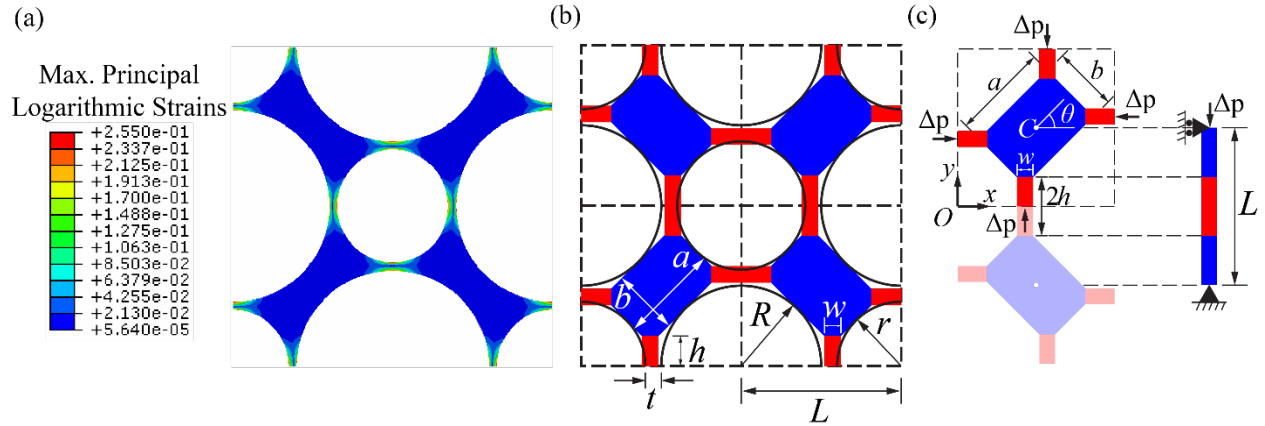 (a)
Max. Principal
Logarithmic Strains
+2.550e-01
+2.337e-01
+2.125e-01
+1.913e-01
+1.700e-01
+1.488e-01
+1.275e-01
+1.063e-01
+8.503e-02
+6.379e-02
+4.255e-02
+2.130e-02
+5.640e-05
(b)
a
b
R
w
r
h
t
L
(c)
Δp
a
b
Δp
Δp
C
θ
w
y
x
O
2h
Δp
Δp
L